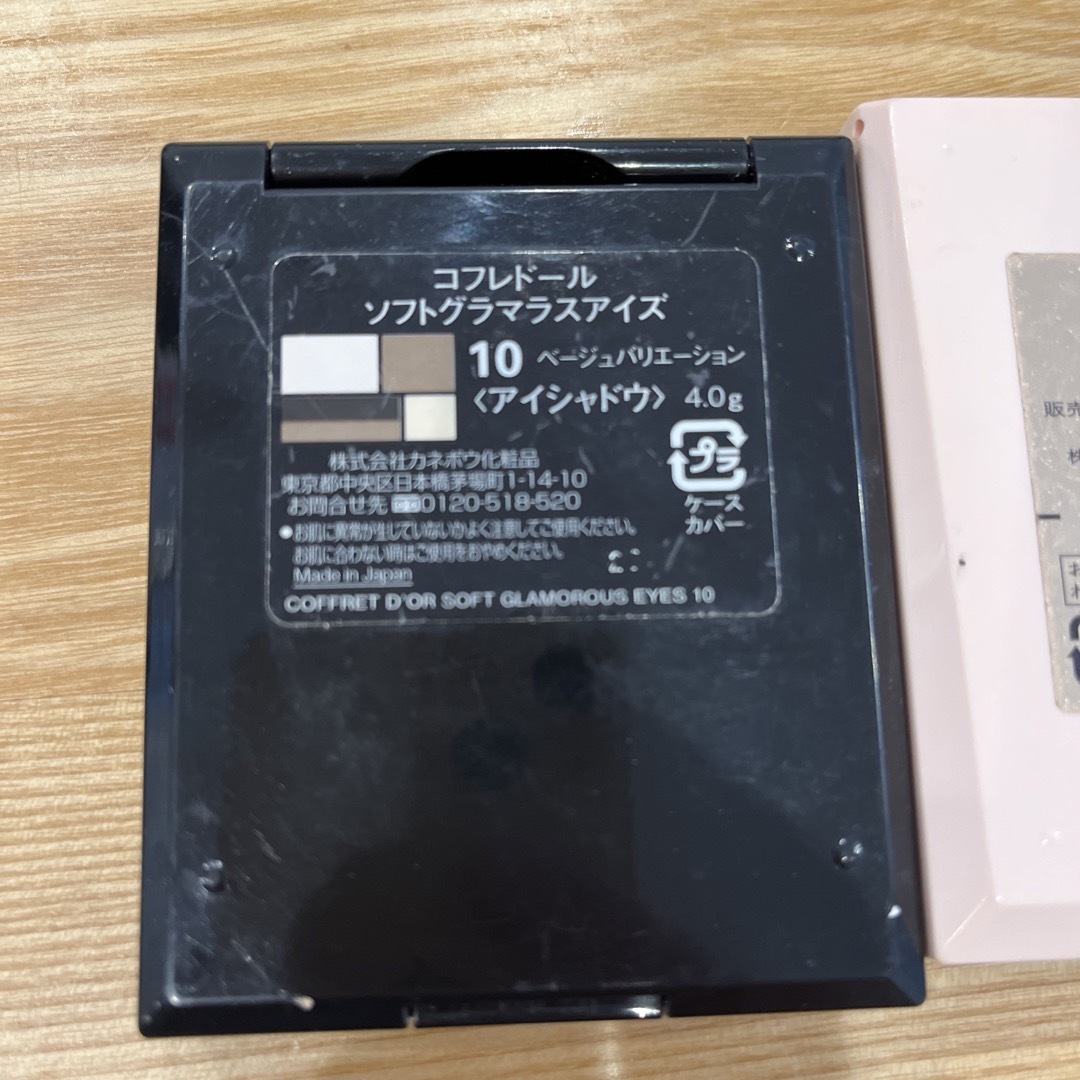 コフレドール
ソフトグラマラスアイズ
10 ベージュバリエーション
〈アイシャドウ〉 4.0g
プラ
ケース
カバー
株式会社カネボウ化粧品
東京都中央区日本橋茅場町1-14-10
お問合せ先 0120-518-520
●お肌に異常が生じていないかよく注意してご使用ください。
お肌に合わない時はご使用をおやめください。
Made in Japan
COFFRET D'OR SOFT GLAMOROUS EYES 10
販売
株